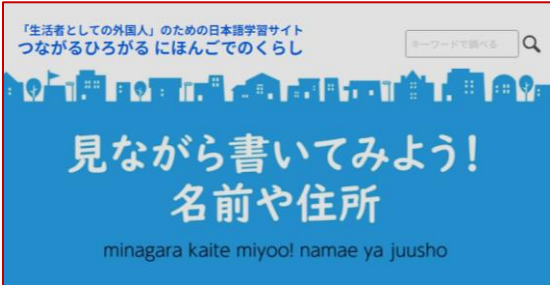 「生活者としての外国人」のための日本語学習サイト
つながるひろがる にほんごでのくらし
キーワードで調べる
見ながら書いてみよう!
名前や住所
minagara kaite miyoo! namae ya juusho